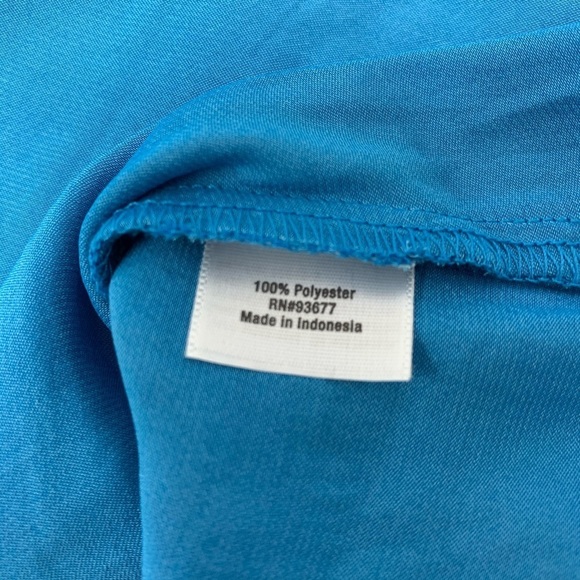 100% Polyester
RN#93677
Made in Indonesia